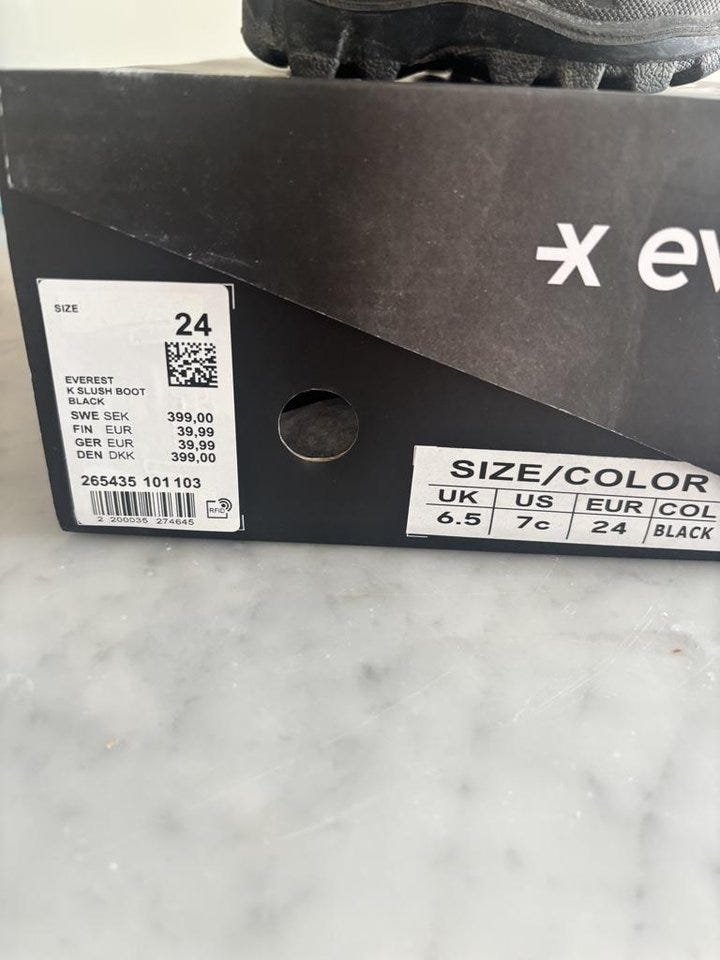 ev
SIZE
24
EVEREST
K SLUSH BOOT
BLACK
SWE SEK 399,00
FIN EUR 39,99
GER EUR 39,99
DEN DKK 399,00
265435 101103
2 200035 274645
RFID
SIZE/COLOR
UK US EUR COL
6.5 7c 24 BLACK